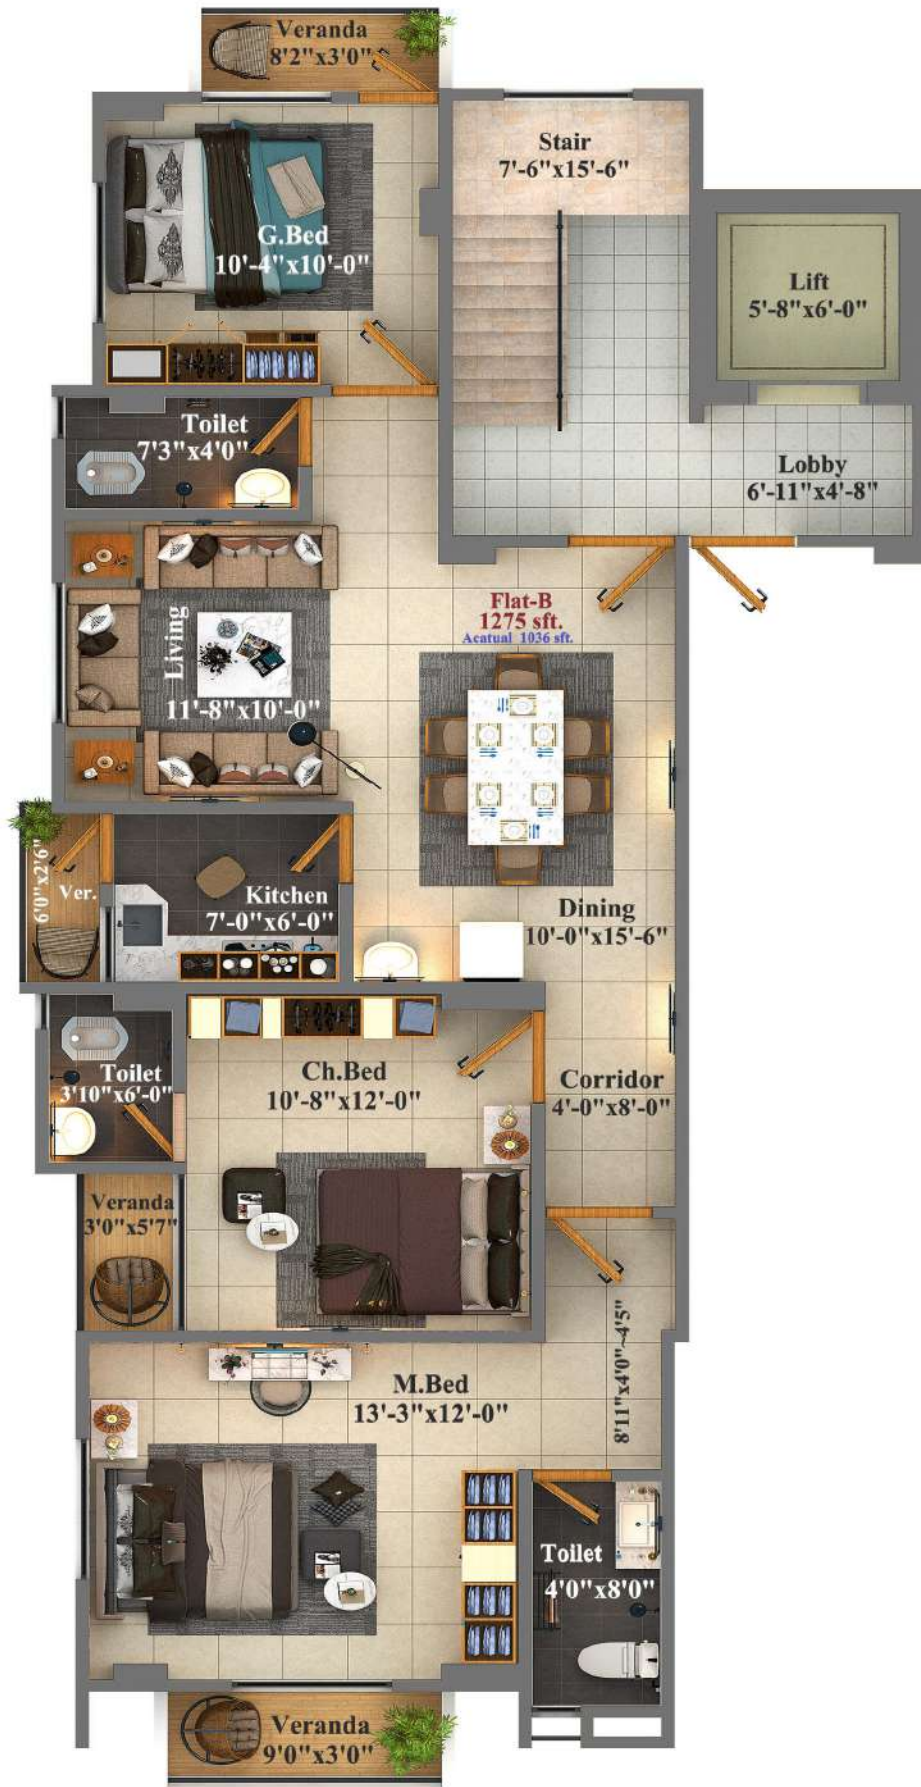 Veranda
8'2"x3'0"
Stair
7'-6"x15'-6"
G.Bed
10'-4"x10'-0"
Lift
5'-8"x6'-0"
Toilet
7'3"x4'0"
Lobby
6'-11"x4'-8"
Flat-B
1275 sft.
Acatual 1036 sft.
Living
11'-8"x10'-0"
6'0"x2'6"
Ver.
Kitchen
7'-0"x6'-0"
Dining
10'-0"x15'-6"
Toilet
3'10"x6'-0"
Ch.Bed
10'-8"x12'-0"
Corridor
4'-0"x8'-0"
Veranda
3'0"x5'7"
8'11"x4'0"~4'5"
M.Bed
13'-3"x12'-0"
Toilet
4'0"x8'0"
Veranda
9'0"x3'0"